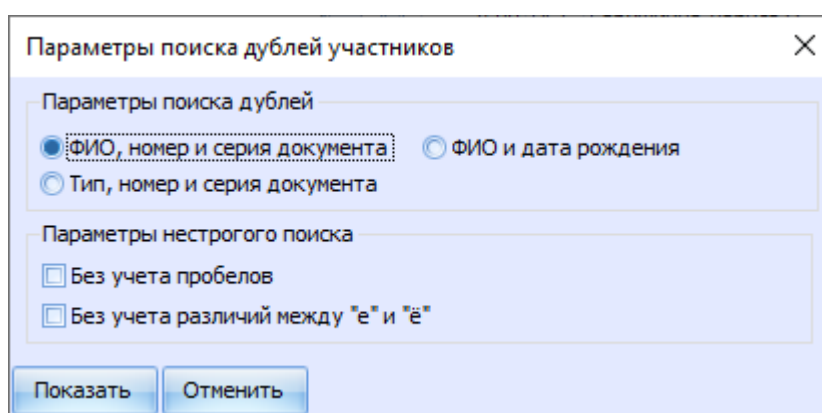 Параметры поиска дублей участников
Параметры поиска дублей
ФИО, номер и серия документа
ФИО и дата рождения
Тип, номер и серия документа
Параметры нестрогого поиска
Без учета пробелов
Без учета различий между "е" и "ё"
Показать
Отменить